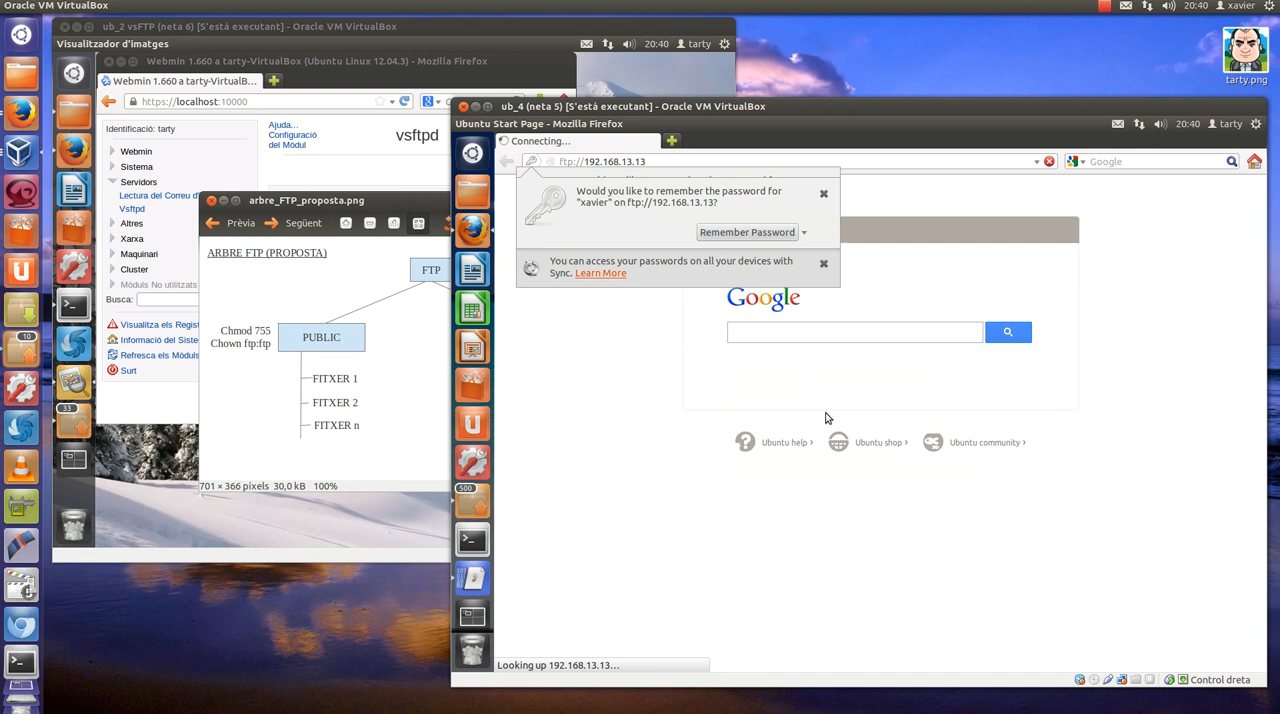 Oracle VM VirtualBox
20:40
xavier
tarty.png
ub_2 vsFTP (neta 6) [S'està executant] - Oracle VM VirtualBox
Visualitzador d'imatges
20:40
tarty
Webmin 1.660 a tarty-VirtualBox (Ubuntu Linux 12.04.3) - Mozilla Firefox
Webmin 1.660 a tarty-VirtualB...
https://localhost:10000
Identificació: tarty
Webmin
Sistema
Servidors
Lectura del Correu d'
Vsftpd
Altres
Xarxa
Maquinari
Cluster
Móduls No utilitzats
Busca:
Visualitza els Regist
Informació del Siste
Refresca els Mòduls
Surt
Ajuda...
Configuració
del Mòdul
vsftpd
arbre_FTP_proposta.png
Prèvia
Següent
ARBRE FTP (PROPOSTA)
FTP
Chmod 755
Chown ftp:ftp
PUBLIC
FITXER 1
FITXER 2
FITXER n
701 × 366 píxels 30,0 kB 100%
10
33
ub_4 (neta 5) [S'està executant] - Oracle VM VirtualBox
Ubuntu Start Page - Mozilla Firefox
20:40
tarty
Connecting...
ftp://192.168.13.13
Google
Would you like to remember the password for
"xavier" on ftp://192.168.13.13?
Remember Password
You can access your passwords on all your devices with
Sync. Learn More
Google
Ubuntu help ›
Ubuntu shop ›
Ubuntu community ›
500
Looking up 192.168.13.13...
Control dreta